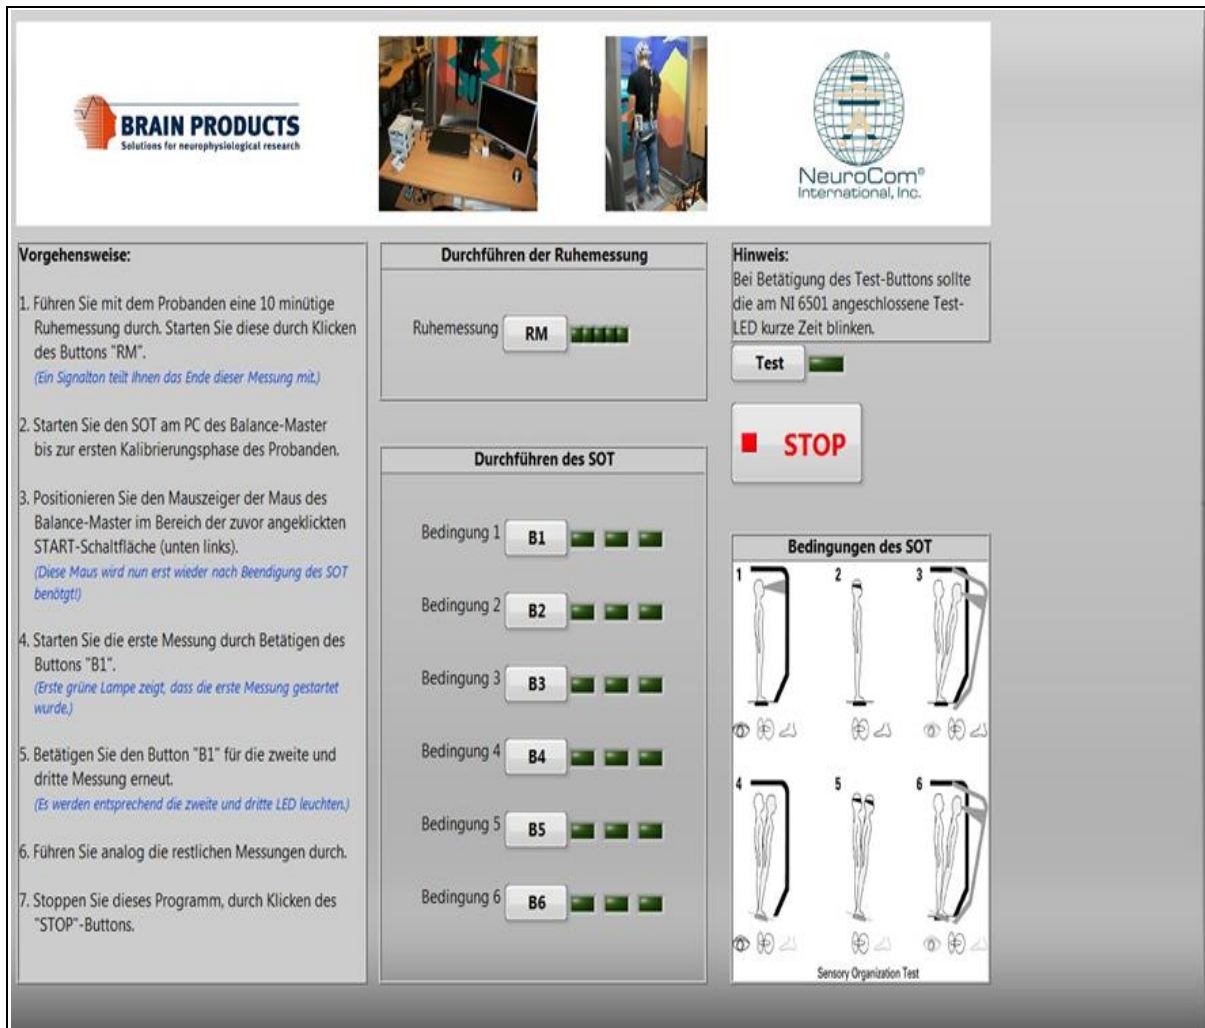 BRAIN PRODUCTS
Solutions for neurophysiological research
NeuroCom®
International, Inc.
Vorgehensweise:
1. Führen Sie mit dem Probanden eine 10 minütige
Ruhemessung durch. Starten Sie diese durch Klicken
des Buttons "RM".
(Ein Signalton teilt Ihnen das Ende dieser Messung mit.)
2. Starten Sie den SOT am PC des Balance-Master
bis zur ersten Kalibrierungsphase des Probanden.
3. Positionieren Sie den Mauszeiger der Maus des
Balance-Master im Bereich der zuvor angeklickten
START-Schaltfläche (unten links).
(Diese Maus wird nun erst wieder nach Beendigung des SOT
benötgt!)
4. Starten Sie die erste Messung durch Betätigen des
Buttons "B1".
(Erste grüne Lampe zeigt, dass die erste Messung gestartet
wurde.)
5. Betätigen Sie den Button "B1" für die zweite und
dritte Messung erneut.
(Es werden entsprechend die zweite und dritte LED leuchten.)
6. Führen Sie analog die restlichen Messungen durch.
7. Stoppen Sie dieses Programm, durch Klicken des
"STOP"-Buttons.
Durchführen der Ruhemessung
Ruhemessung RM
Durchführen des SOT
Bedingung 1 B1
Bedingung 2 B2
Bedingung 3 B3
Bedingung 4 B4
Bedingung 5 B5
Bedingung 6 B6
Hinweis:
Bei Betätigung des Test-Buttons sollte
die am NI 6501 angeschlossene Test-
LED kurze Zeit blinken.
Test
STOP
Bedingungen des SOT
1 2 3
4 5 6
Sensory Organization Test